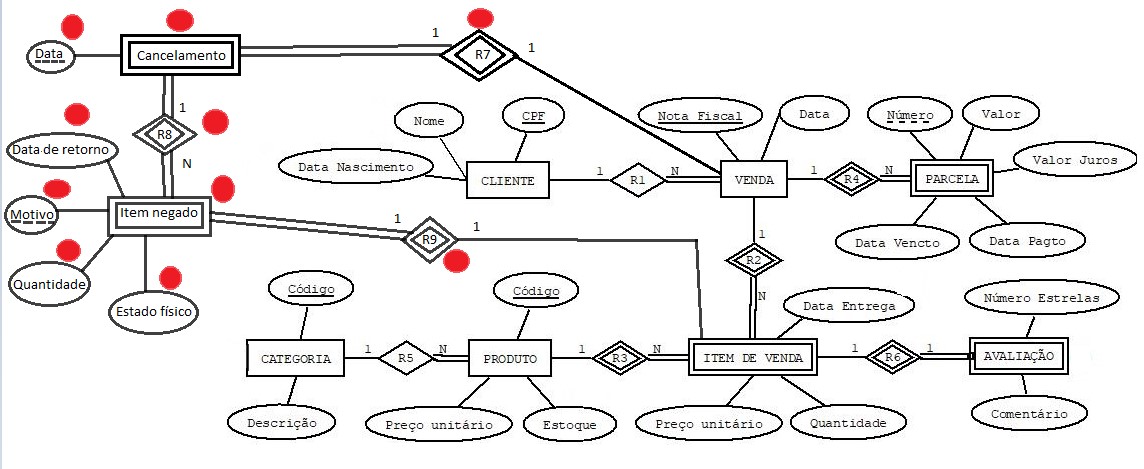 Data
Cancelamento
1
R7
1
1
R8
N
Data de retorno
Motivo
Item negado
Quantidade
Estado físico
1
R9
1
Nome
CPF
Data Nascimento
CLIENTE
1
R1
N
Nota Fiscal
Data
VENDA
1
R4
N
Número
Valor
Valor Juros
PARCELA
Data Vencto
Data Pagto
1
R2
N
Código
Código
CATEGORIA
1
R5
N
PRODUTO
1
R3
N
ITEM DE VENDA
Data Entrega
1
R6
1
Número Estrelas
AVALIAÇÃO
Descrição
Preço unitário
Estoque
Preço unitário
Quantidade
Comentário